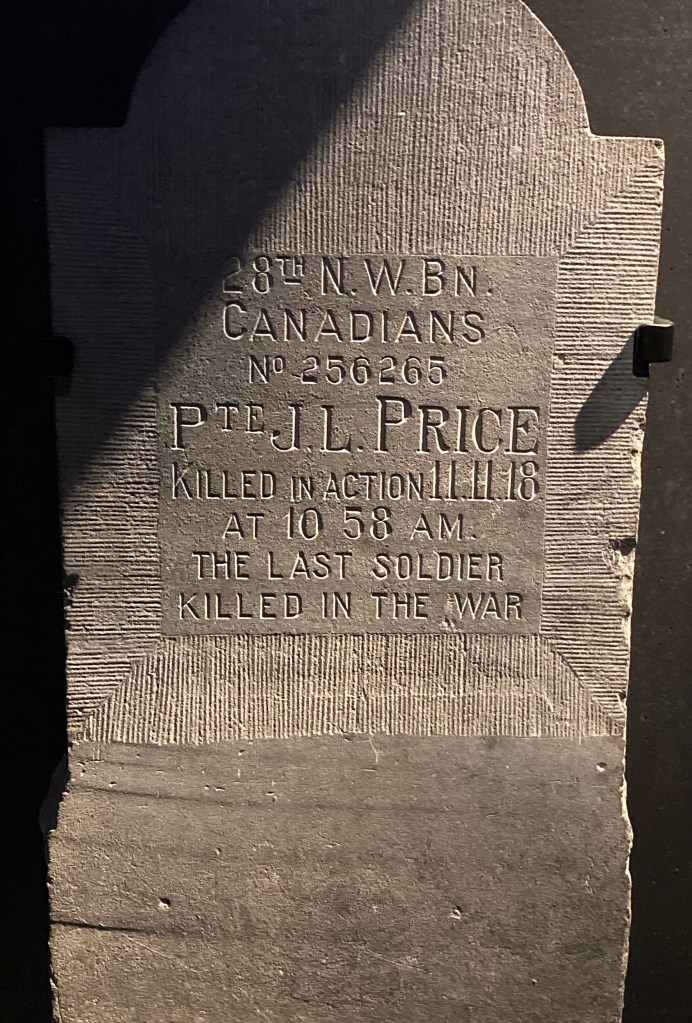 28TH N.W.BN.
CANADIANS
No 256265
PTE J.L.PRICE
KILLED IN ACTION 11.11.18
AT 10 58 AM.
THE LAST SOLDIER
KILLED IN THE WAR